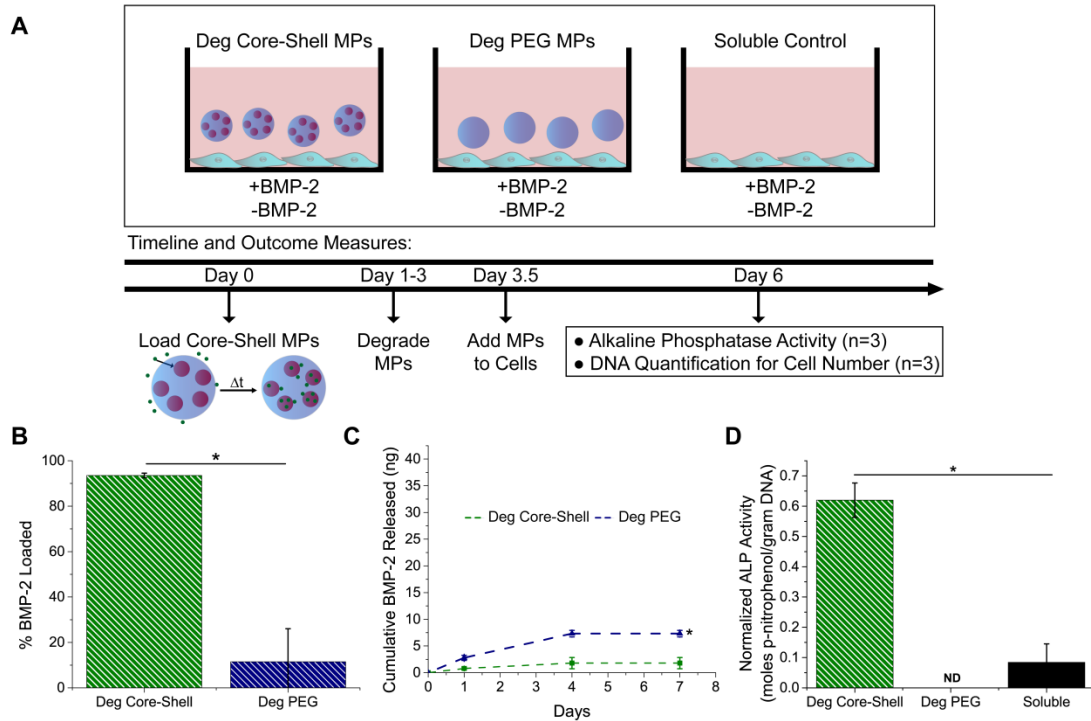 A
Deg Core-Shell MPs
Deg PEG MPs
Soluble Control
+BMP-2
-BMP-2
+BMP-2
-BMP-2
+BMP-2
-BMP-2
Timeline and Outcome Measures:
Day 0
Day 1-3
Day 3.5
Day 6
Load Core-Shell MPs
Δt
Degrade
MPs
Add MPs
to Cells
● Alkaline Phosphatase Activity (n=3)
● DNA Quantification for Cell Number (n=3)
B
% BMP-2 Loaded
100
80
60
40
20
0
*
Deg Core-Shell
Deg PEG
C
Cumulative BMP-2 Released (ng)
40
35
30
25
20
15
10
5
0
Deg Core-Shell
Deg PEG
*
0
1
2
3
4
5
6
7
8
Days
D
Normalized ALP Activity
(moles p-nitrophenol/gram DNA)
0.7
0.6
0.5
0.4
0.3
0.2
0.1
0.0
*
ND
Deg Core-Shell
Deg PEG
Soluble